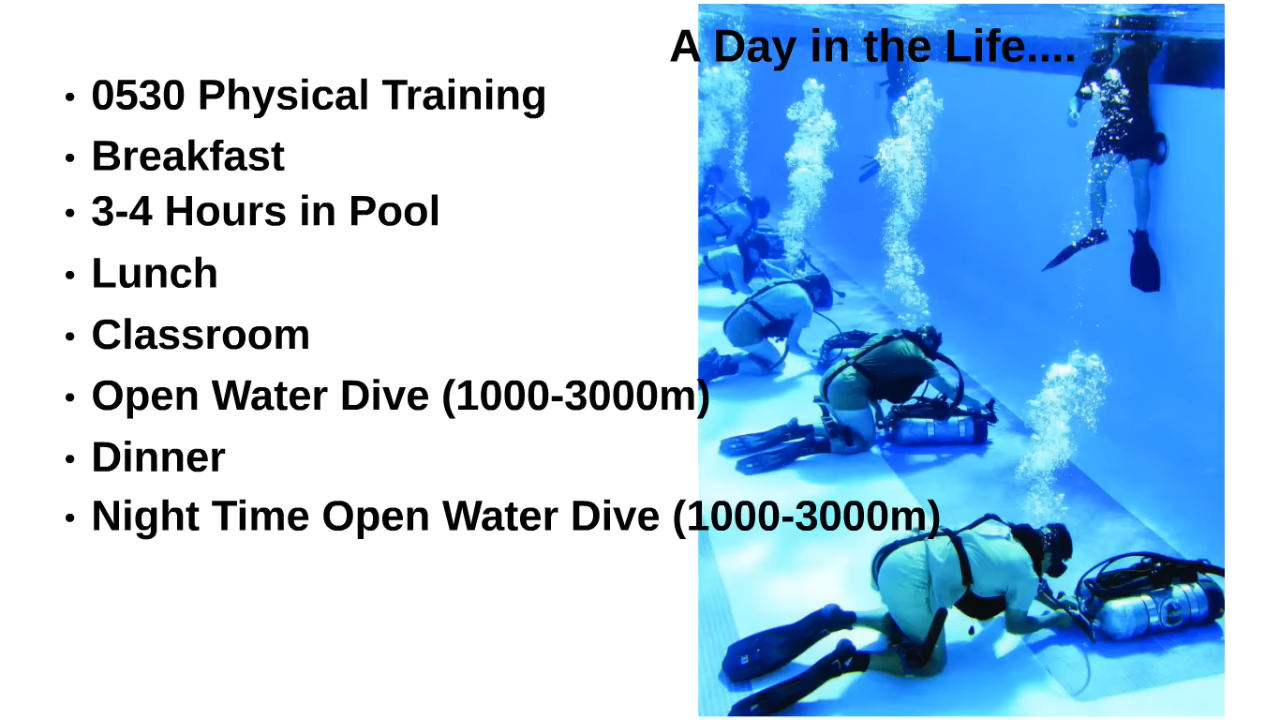 A Day in the Life....
• 0530 Physical Training
• Breakfast
• 3-4 Hours in Pool
• Lunch
• Classroom
• Open Water Dive (1000-3000m)
• Dinner
• Night Time Open Water Dive (1000-3000m)